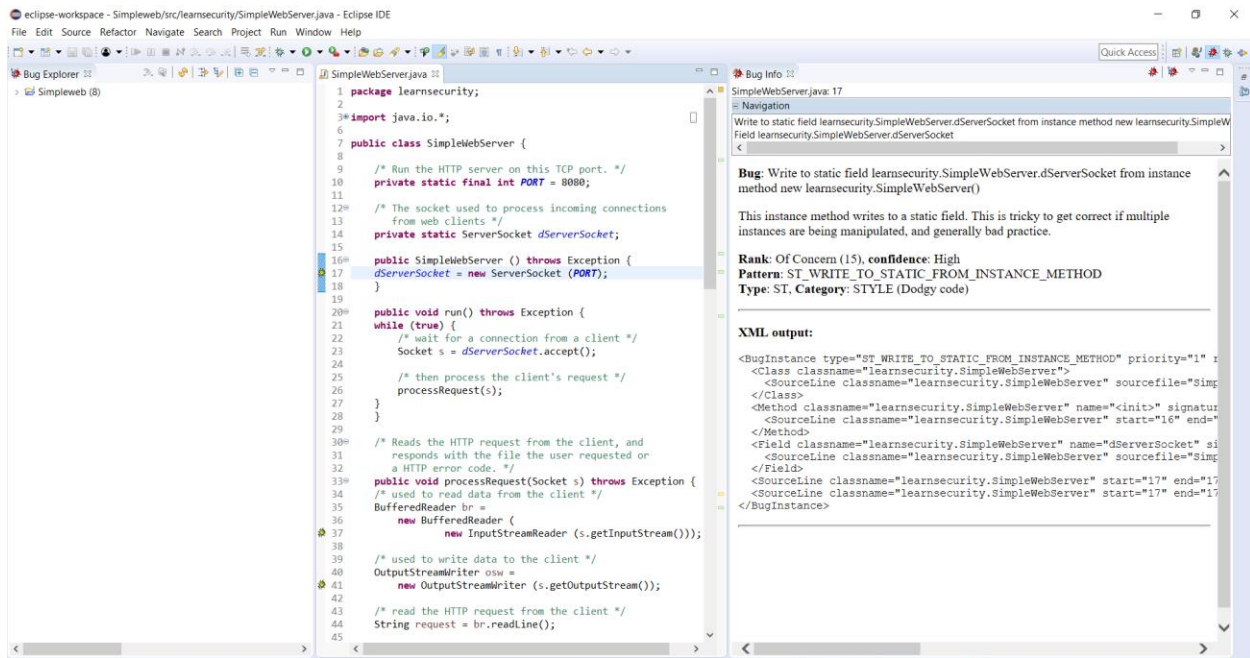 eclipse-workspace - Simpleweb/src/learnsecurity/SimpleWebServer.java - Eclipse IDE
File Edit Source Refactor Navigate Search Project Run Window Help
Quick Access
Bug Explorer
Simpleweb (8)
SimpleWebServer.java
1 package learnsecurity;
2
3 import java.io.*;
6
7 public class SimpleWebServer {
8
9 /* Run the HTTP server on this TCP port. */
10 private static final int PORT = 8080;
11
12 /* The socket used to process incoming connections
13 from web clients */
14 private static ServerSocket dServerSocket;
15
16 public SimpleWebServer () throws Exception {
17 dServerSocket = new ServerSocket (PORT);
18 }
19
20 public void run() throws Exception {
21 while (true) {
22 /* wait for a connection from a client */
23 Socket s = dServerSocket.accept();
24
25 /* then process the client's request */
26 processRequest(s);
27 }
28 }
29
30 /* Reads the HTTP request from the client, and
31 responds with the file the user requested or
32 a HTTP error code. */
33 public void processRequest(Socket s) throws Exception {
34 /* used to read data from the client */
35 BufferedReader br =
36 new BufferedReader (
37 new InputStreamReader (s.getInputStream()));
38
39 /* used to write data to the client */
40 OutputStreamWriter osw =
41 new OutputStreamWriter (s.getOutputStream());
42
43 /* read the HTTP request from the client */
44 String request = br.readLine();
45
Bug Info
SimpleWebServer.java: 17
Navigation
Write to static field learnsecurity.SimpleWebServer.dServerSocket from instance method new learnsecurity.SimpleW
Field learnsecurity.SimpleWebServer.dServerSocket
Bug: Write to static field learnsecurity.SimpleWebServer.dServerSocket from instance
method new learnsecurity.SimpleWebServer()
This instance method writes to a static field. This is tricky to get correct if multiple
instances are being manipulated, and generally bad practice.
Rank: Of Concern (15), confidence: High
Pattern: ST_WRITE_TO_STATIC_FROM_INSTANCE_METHOD
Type: ST, Category: STYLE (Dodgy code)
XML output:
<BugInstance type="ST_WRITE_TO_STATIC_FROM_INSTANCE_METHOD" priority="1" r
<Class classname="learnsecurity.SimpleWebServer">
<SourceLine classname="learnsecurity.SimpleWebServer" sourcefile="Simp
</Class>
<Method classname="learnsecurity.SimpleWebServer" name="<init>" signatur
<SourceLine classname="learnsecurity.SimpleWebServer" start="16" end="
</Method>
<Field classname="learnsecurity.SimpleWebServer" name="dServerSocket" si
<SourceLine classname="learnsecurity.SimpleWebServer" sourcefile="Simp
</Field>
<SourceLine classname="learnsecurity.SimpleWebServer" start="17" end="17
<SourceLine classname="learnsecurity.SimpleWebServer" start="17" end="17
</BugInstance>